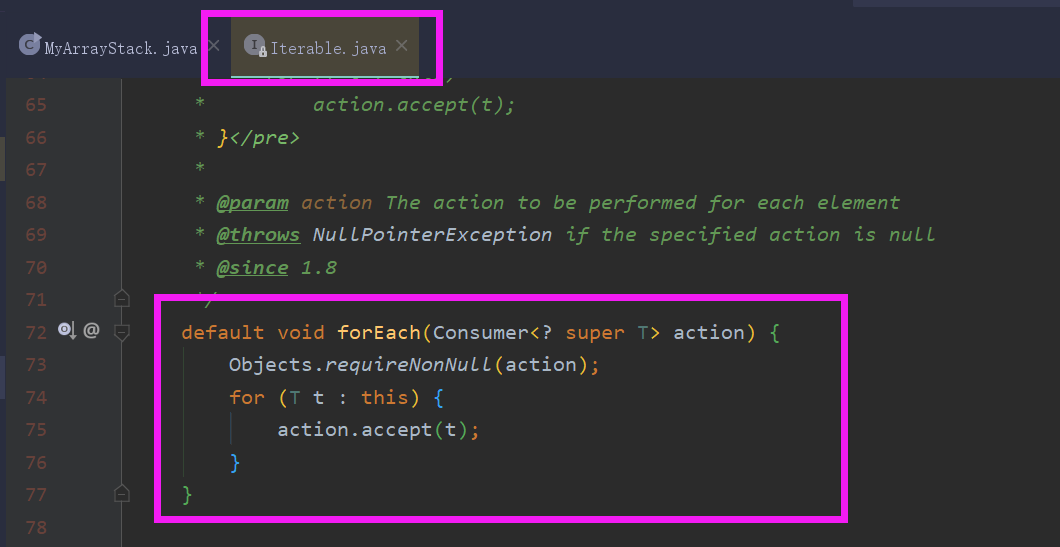 MyArrayStack.java
Iterable.java
65 * action.accept(t);
66 * }</pre>
67 *
68 * @param action The action to be performed for each element
69 * @throws NullPointerException if the specified action is null
70 * @since 1.8
71 */
72 @ default void forEach(Consumer<? super T> action) {
73 Objects.requireNonNull(action);
74 for (T t : this) {
75 action.accept(t);
76 }
77 }
78